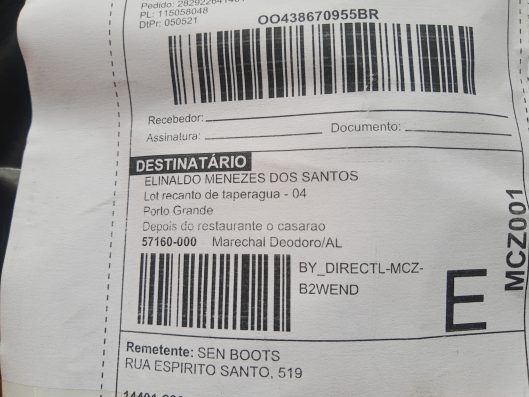 PL: 115058048
DtPr: 050521
OO438670955BR
Recebedor:
Assinatura: Documento:
DESTINATÁRIO
ELINALDO MENEZES DOS SANTOS
Lot recanto de taperagua - 04
Porto Grande
Depois do restaurante o casarao
57160-000 Marechal Deodoro/AL
BY_DIRECTL-MCZ-
B2WEND
E
MCZ001
Remetente: SEN BOOTS
RUA ESPIRITO SANTO, 519